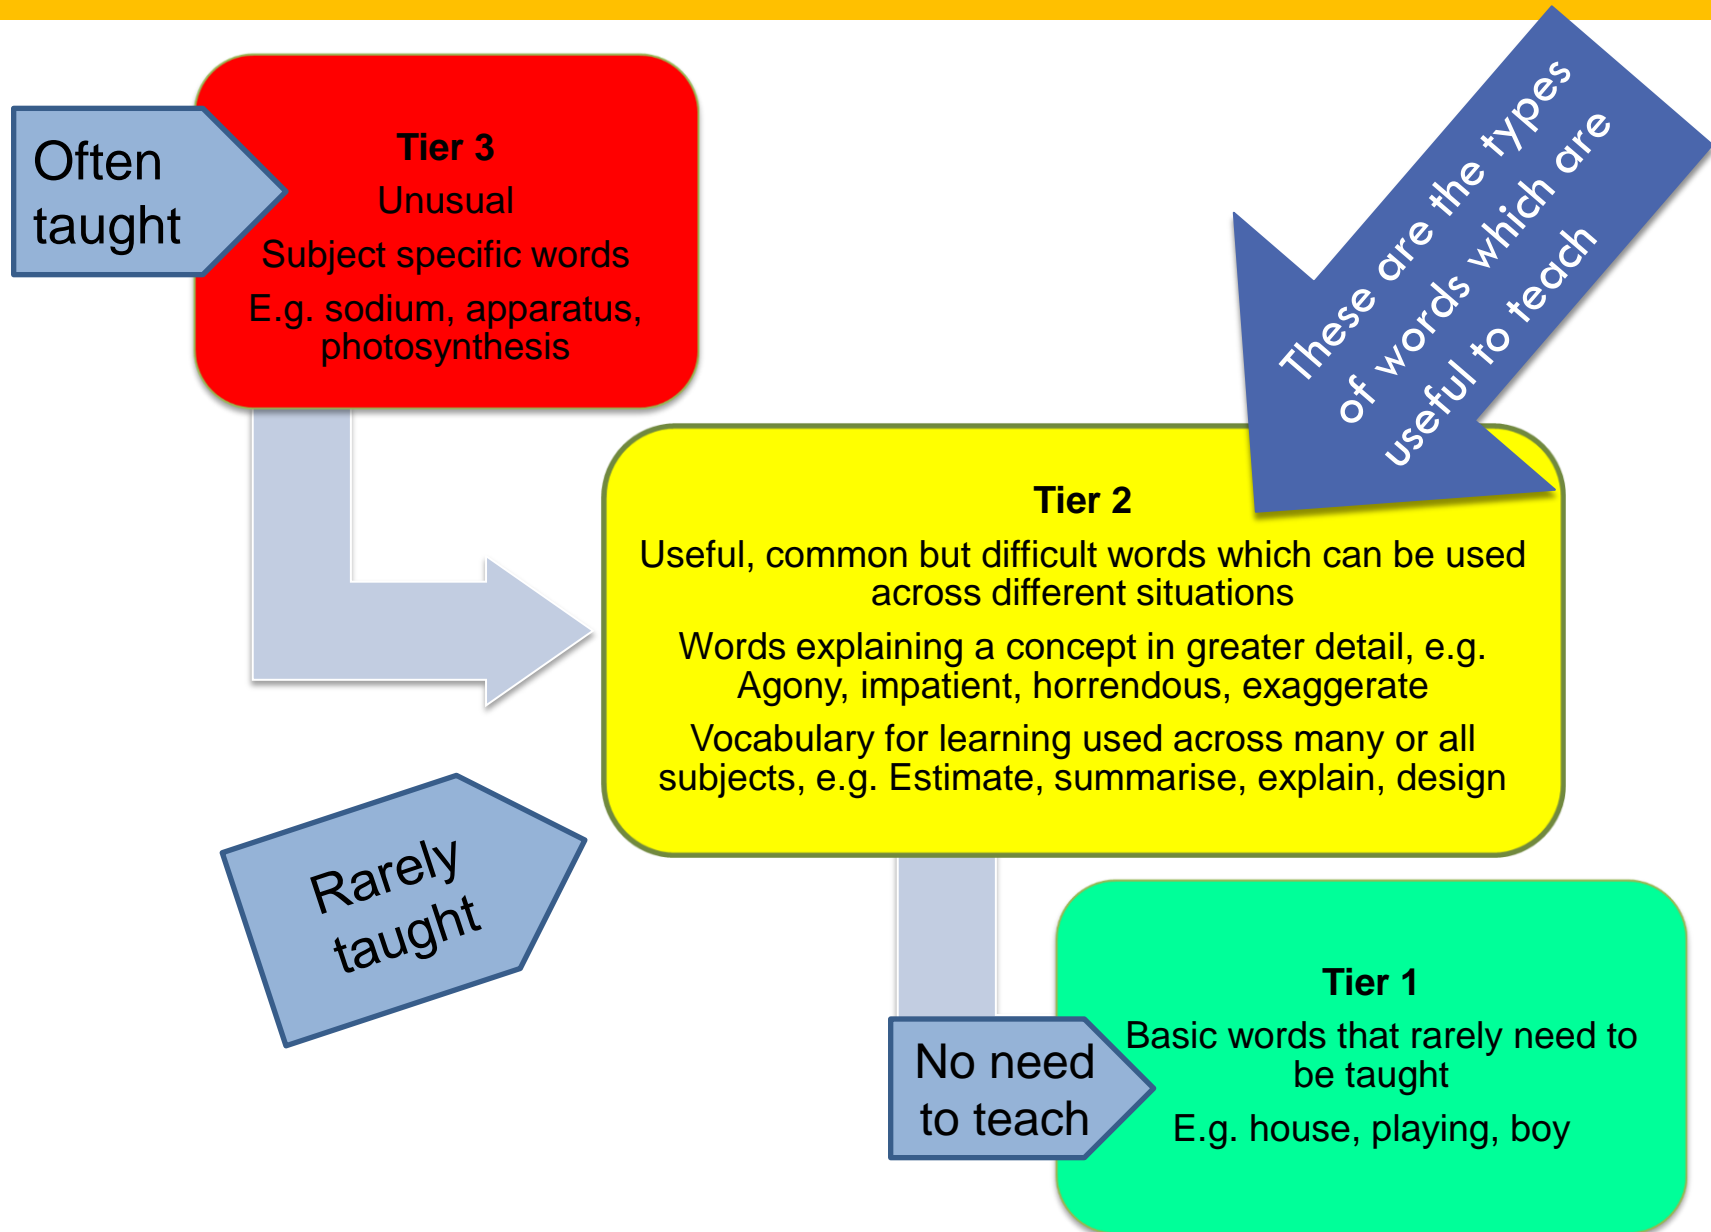 Often
taught
Tier 3
Unusual
Subject specific words
E.g. sodium, apparatus,
photosynthesis
These are the types
of words which are
useful to teach
Tier 2
Useful, common but difficult words which can be used
across different situations
Words explaining a concept in greater detail, e.g.
Agony, impatient, horrendous, exaggerate
Vocabulary for learning used across many or all
subjects, e.g. Estimate, summarise, explain, design
Rarely
taught
No need
to teach
Tier 1
Basic words that rarely need to
be taught
E.g. house, playing, boy